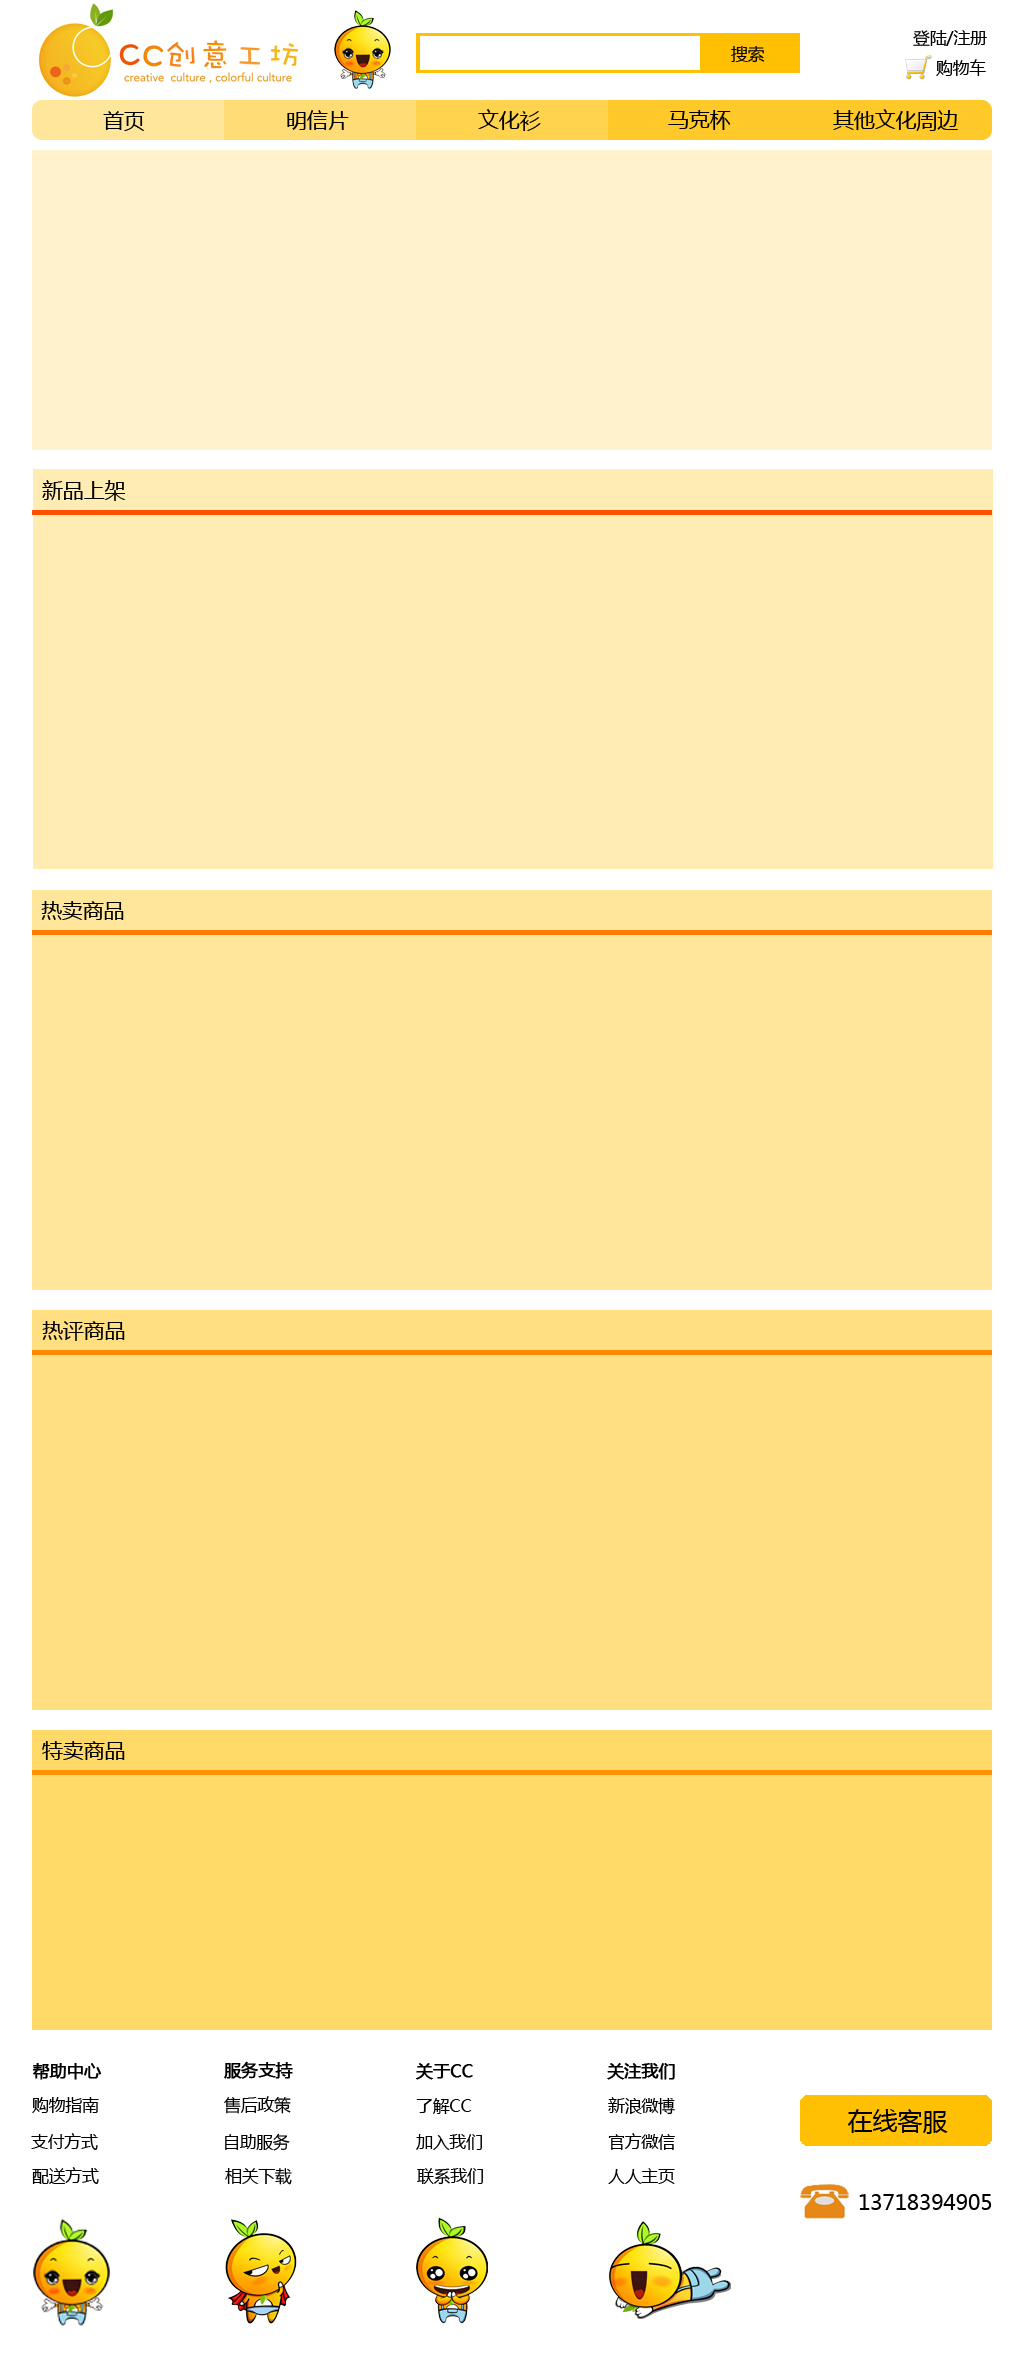 CC创意工坊
creative culture , colorful culture
搜索
登陆/注册
购物车
首页 明信片 文化衫 马克杯 其他文化周边
新品上架
热卖商品
热评商品
特卖商品
帮助中心 服务支持 关于CC 关注我们
购物指南 售后政策 了解CC 新浪微博
支付方式 自助服务 加入我们 官方微信
配送方式 相关下载 联系我们 人人主页
在线客服
13718394905